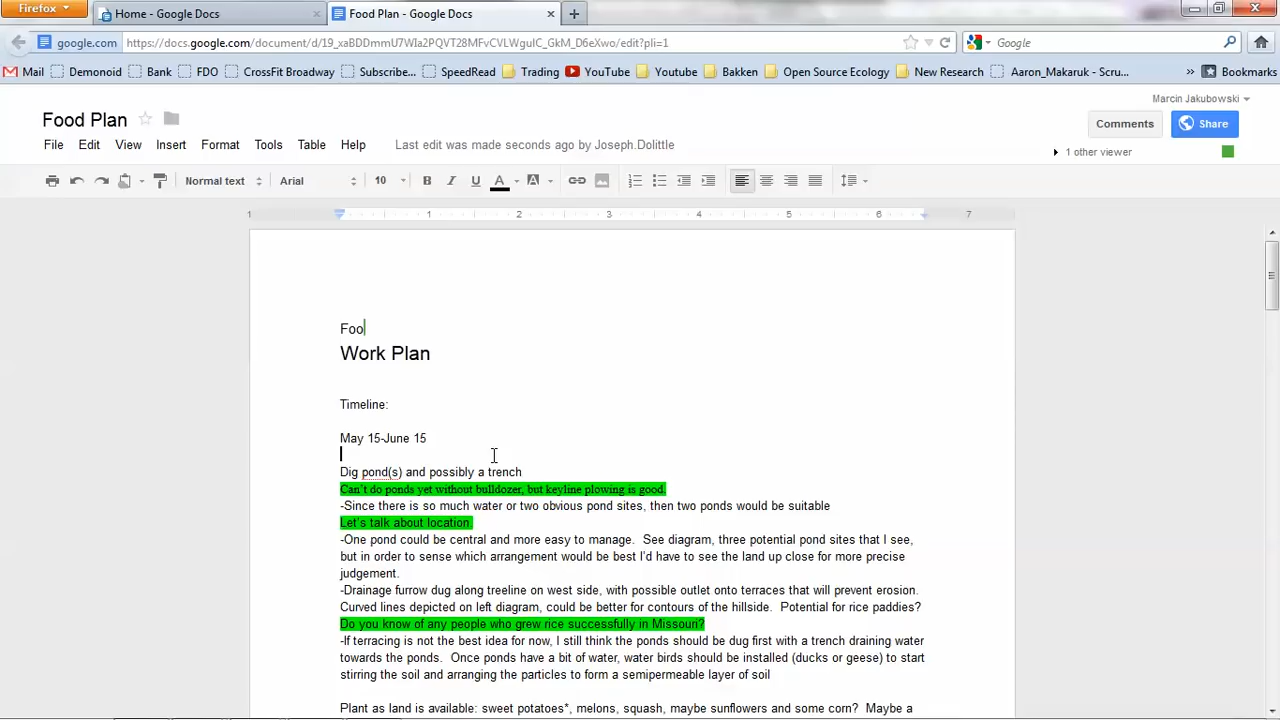 Firefox
Home - Google Docs
Food Plan - Google Docs
google.com
https://docs.google.com/document/d/19_xaBDDmmU7WIa2PQVT28MFvCVLWguIC_GkM_D6eXwo/edit?pli=1
Google
Mail Demonoid Bank FDO CrossFit Broadway Subscribe... SpeedRead Trading YouTube Youtube Bakken Open Source Ecology New Research Aaron_Makaruk - Scru... » Bookmarks
Marcin Jakubowski
Food Plan
Comments Share
File Edit View Insert Format Tools Table Help Last edit was made seconds ago by Joseph.Dolittle
1 other viewer
Normal text Arial 10 B I U A A
1 1 2 3 4 5 6 7
Foo
Work Plan
Timeline:
May 15-June 15
Dig pond(s) and possibly a trench
Can't do ponds yet without bulldozer, but keyline plowing is good.
-Since there is so much water or two obvious pond sites, then two ponds would be suitable
Let's talk about location.
-One pond could be central and more easy to manage. See diagram, three potential pond sites that I see,
but in order to sense which arrangement would be best I'd have to see the land up close for more precise
judgement.
-Drainage furrow dug along treeline on west side, with possible outlet onto terraces that will prevent erosion.
Curved lines depicted on left diagram, could be better for contours of the hillside. Potential for rice paddies?
Do you know of any people who grew rice successfully in Missouri?
-If terracing is not the best idea for now, I still think the ponds should be dug first with a trench draining water
towards the ponds. Once ponds have a bit of water, water birds should be installed (ducks or geese) to start
stirring the soil and arranging the particles to form a semipermeable layer of soil
Plant as land is available: sweet potatoes*, melons, squash, maybe sunflowers and some corn? Maybe a